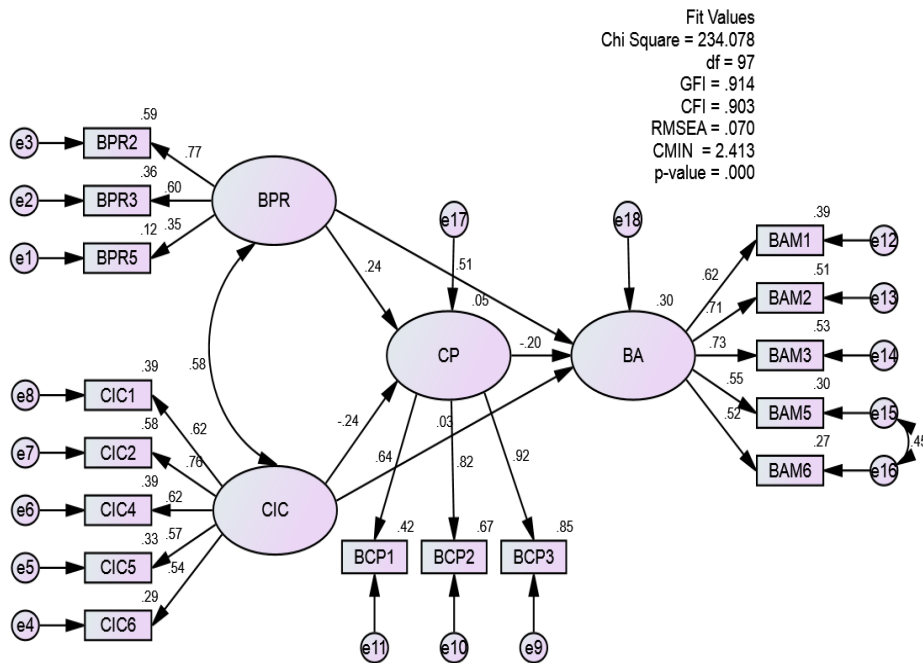 Fit Values
Chi Square = 234.078
df = 97
GFI = .914
CFI = .903
RMSEA = .070
CMIN = 2.413
p-value = .000
.59
e3
BPR2
.77
.36
e2
BPR3
.60
BPR
.12
e1
BPR5
.35
e17
e18
.24
.51
.39
BAM1
e12
.62
.51
BAM2
e13
.71
.05
.30
.53
CP
-.20
BA
.73
BAM3
e14
.58
.30
.55
BAM5
e15
.52
.45
.27
BAM6
e16
.39
e8
CIC1
.62
-.24
.03
.58
e7
CIC2
.76
.64
.82
.92
.39
e6
CIC4
.62
CIC
.33
e5
CIC5
.57
.54
.29
e4
CIC6
.42
BCP1
.67
BCP2
.85
BCP3
e11
e10
e9